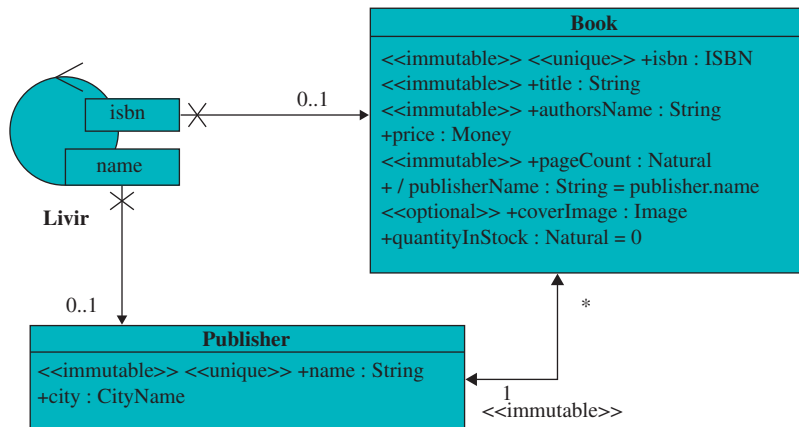 Book
<<immutable>> <<unique>> +isbn : ISBN
<<immutable>> +title : String
<<immutable>> +authorsName : String
+price : Money
<<immutable>> +pageCount : Natural
+ / publisherName : String = publisher.name
<<optional>> +coverImage : Image
+quantityInStock : Natural = 0
isbn
0..1
name
Livir
0..1
*
Publisher
<<immutable>> <<unique>> +name : String
+city : CityName
1
<<immutable>>